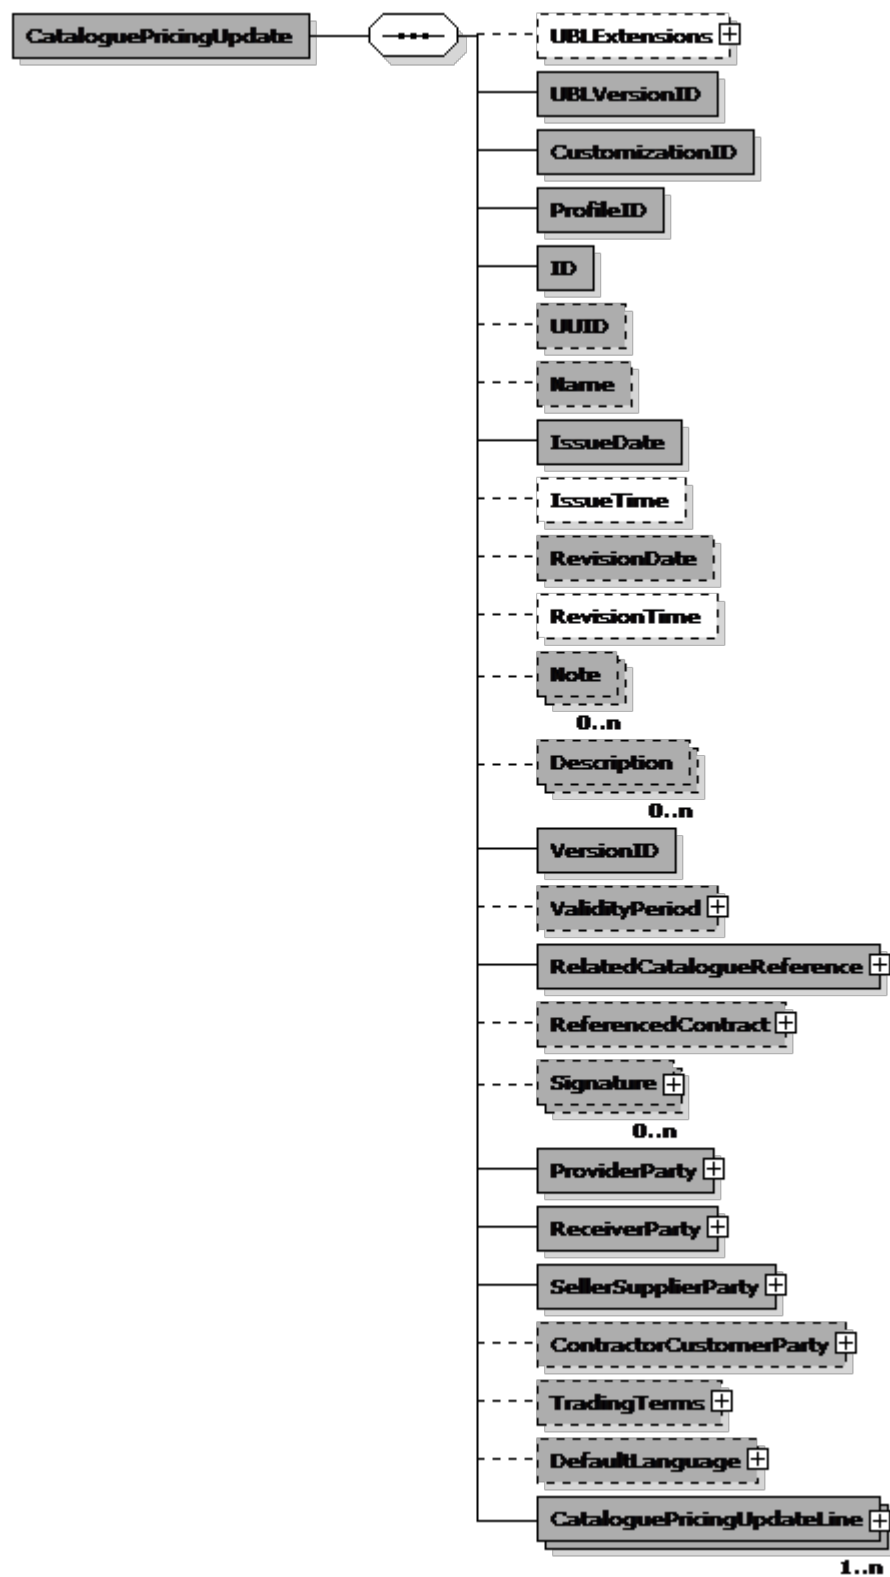 CataloguePricingUpdate
UBLExtensions
UBLVersionID
CustomizationID
ProfileID
ID
UUID
Name
IssueDate
IssueTime
RevisionDate
RevisionTime
Note
0..n
Description
0..n
VersionID
ValidityPeriod
RelatedCatalogueReference
ReferencedContract
Signature
0..n
ProviderParty
ReceiverParty
SellerSupplierParty
ContractorCustomerParty
TradingTerms
DefaultLanguage
CataloguePricingUpdateLine
1..n